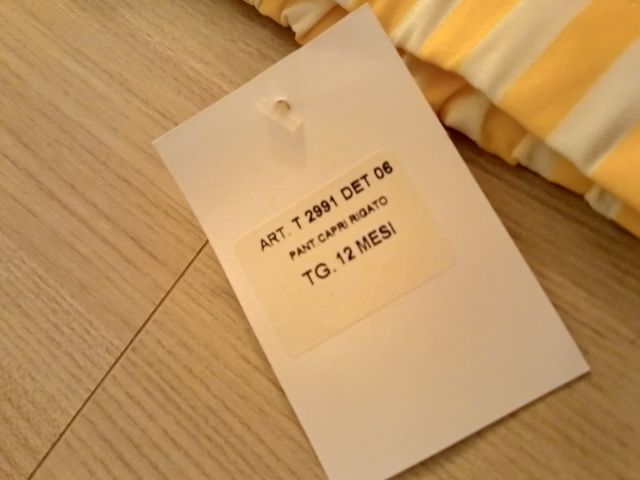 ART. T 2991 DET 06
PANT.CAPRI RIGATO
TG. 12 MESI